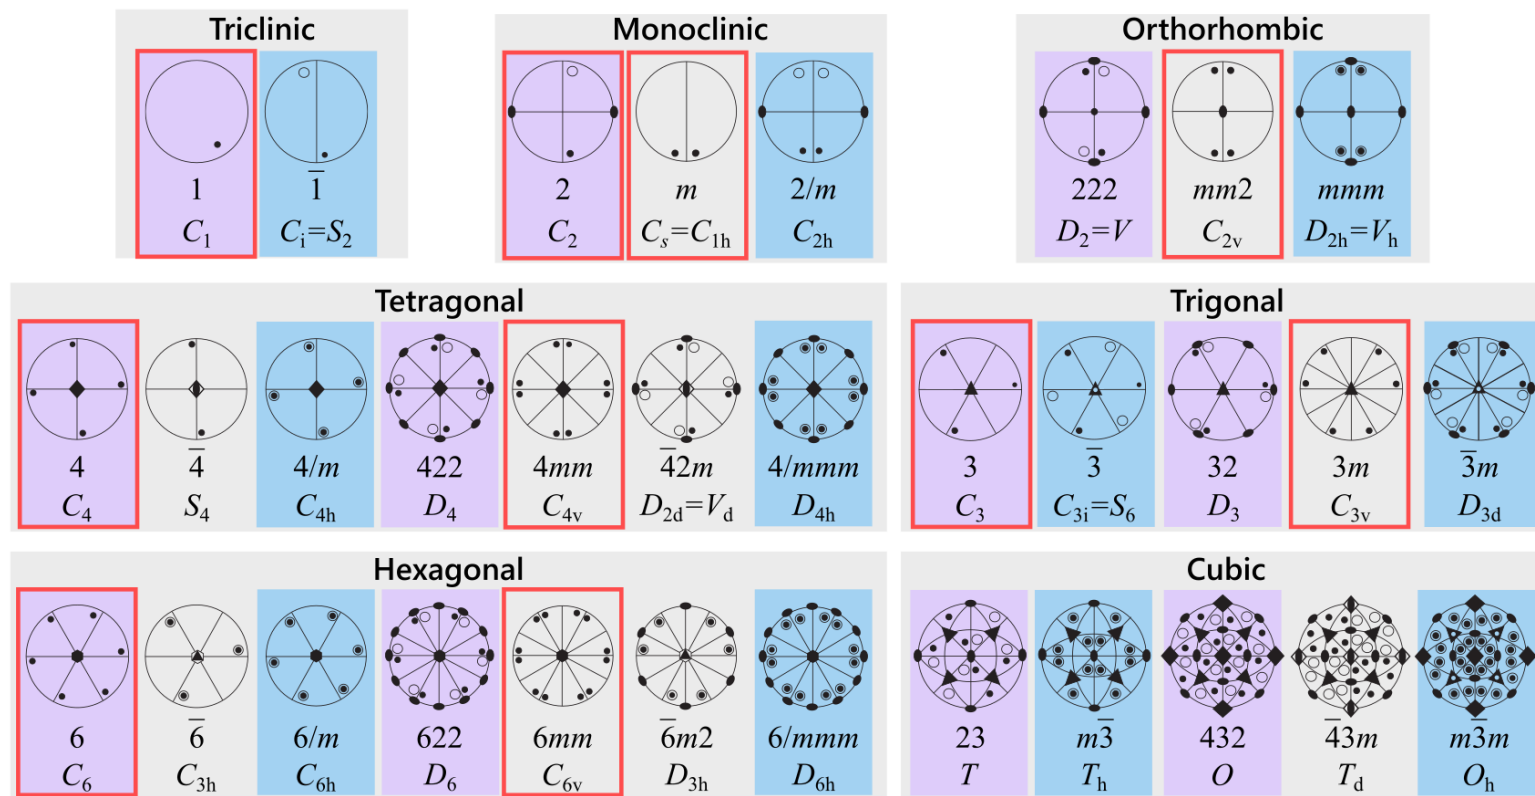 Triclinic
1 1̅
C₁ Cᵢ=S₂
Monoclinic
2 m 2/m
C₂ Cₛ=C₁ₕ C₂ₕ
Orthorhombic
222 mm2 mmm
D₂=V C₂ᵥ D₂ₕ=Vₕ
Tetragonal
4 4̅ 4/m 422 4mm 4̅2m 4/mmm
C₄ S₄ C₄ₕ D₄ C₄ᵥ D₂d=Vd D₄ₕ
Trigonal
3 3̅ 32 3m 3̅m
C₃ C₃ᵢ=S₆ D₃ C₃ᵥ D₃d
Hexagonal
6 6̅ 6/m 622 6mm 6̅m2 6/mmm
C₆ C₃ₕ C₆ₕ D₆ C₆ᵥ D₃ₕ D₆ₕ
Cubic
23 m3̅ 432 4̅3m m3̅m
T Tₕ O Td Oₕ